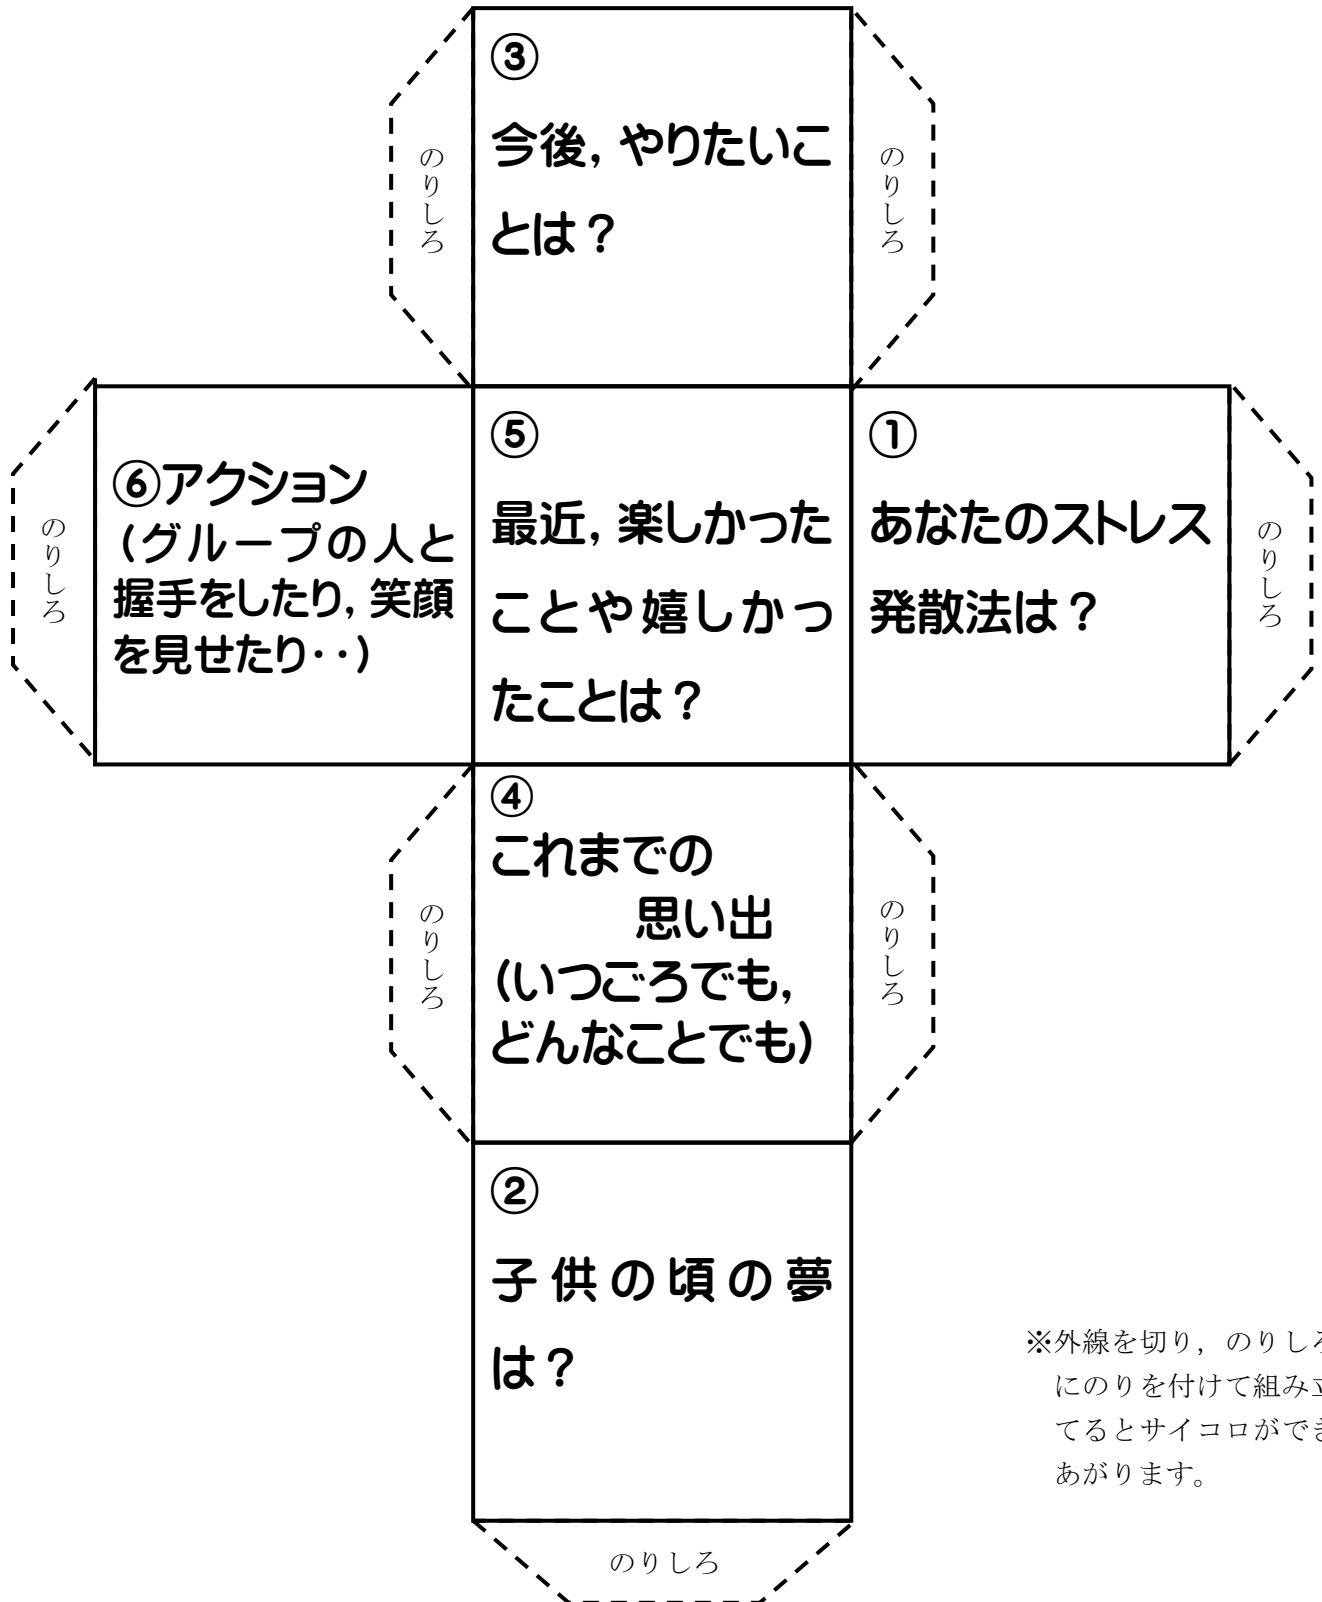 ③
今後，やりたいこ
とは？
のりしろ
のりしろ
⑥アクション
（グループの人と
握手をしたり，笑顔
を見せたり・・）
のりしろ
⑤
最近，楽しかった
ことや嬉しかっ
たことは？
①
あなたのストレス
発散法は？
のりしろ
④
これまでの
思い出
（いつごろでも，
どんなことでも）
のりしろ
のりしろ
②
子供の頃の夢
は？
のりしろ
※外線を切り，のりしろ
にのりを付けて組み立
てるとサイコロができ
あがります。